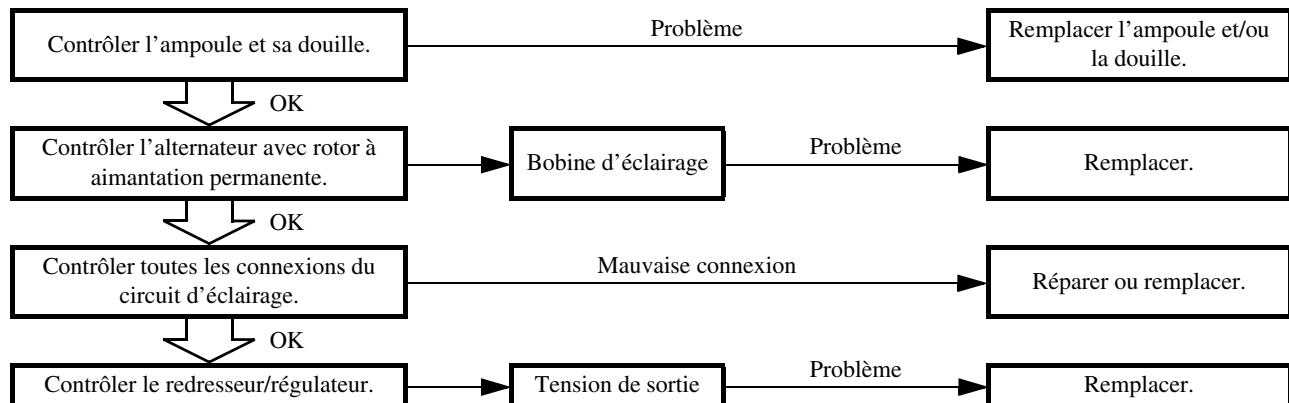 Contrôler l'ampoule et sa douille.
Problème
Remplacer l'ampoule et/ou
la douille.
OK
Contrôler l'alternateur avec rotor à
aimantation permanente.
Bobine d'éclairage
Problème
Remplacer.
OK
Contrôler toutes les connexions du
circuit d'éclairage.
Mauvaise connexion
Réparer ou remplacer.
OK
Contrôler le redresseur/régulateur.
Tension de sortie
Problème
Remplacer.